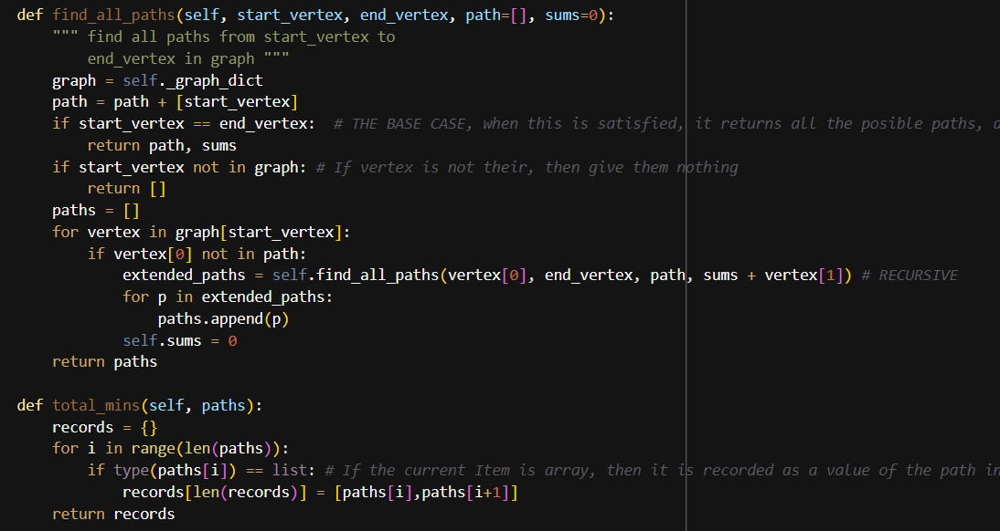 def find_all_paths(self, start_vertex, end_vertex, path=[], sums=0):
""" find all paths from start_vertex to
end_vertex in graph """
graph = self._graph_dict
path = path + [start_vertex]
if start_vertex == end_vertex:  # THE BASE CASE, when this is satisfied, it returns all the posible paths,
return path, sums
if start_vertex not in graph: # If vertex is not their, then give them nothing
return []
paths = []
for vertex in graph[start_vertex]:
if vertex[0] not in path:
extended_paths = self.find_all_paths(vertex[0], end_vertex, path, sums + vertex[1]) # RECURSIVE
for p in extended_paths:
paths.append(p)
self.sums = 0
return paths
def total_mins(self, paths):
records = {}
for i in range(len(paths)):
if type(paths[i]) == list: # If the current Item is array, then it is recorded as a value of the path in
records[len(records)] = [paths[i],paths[i+1]]
return records